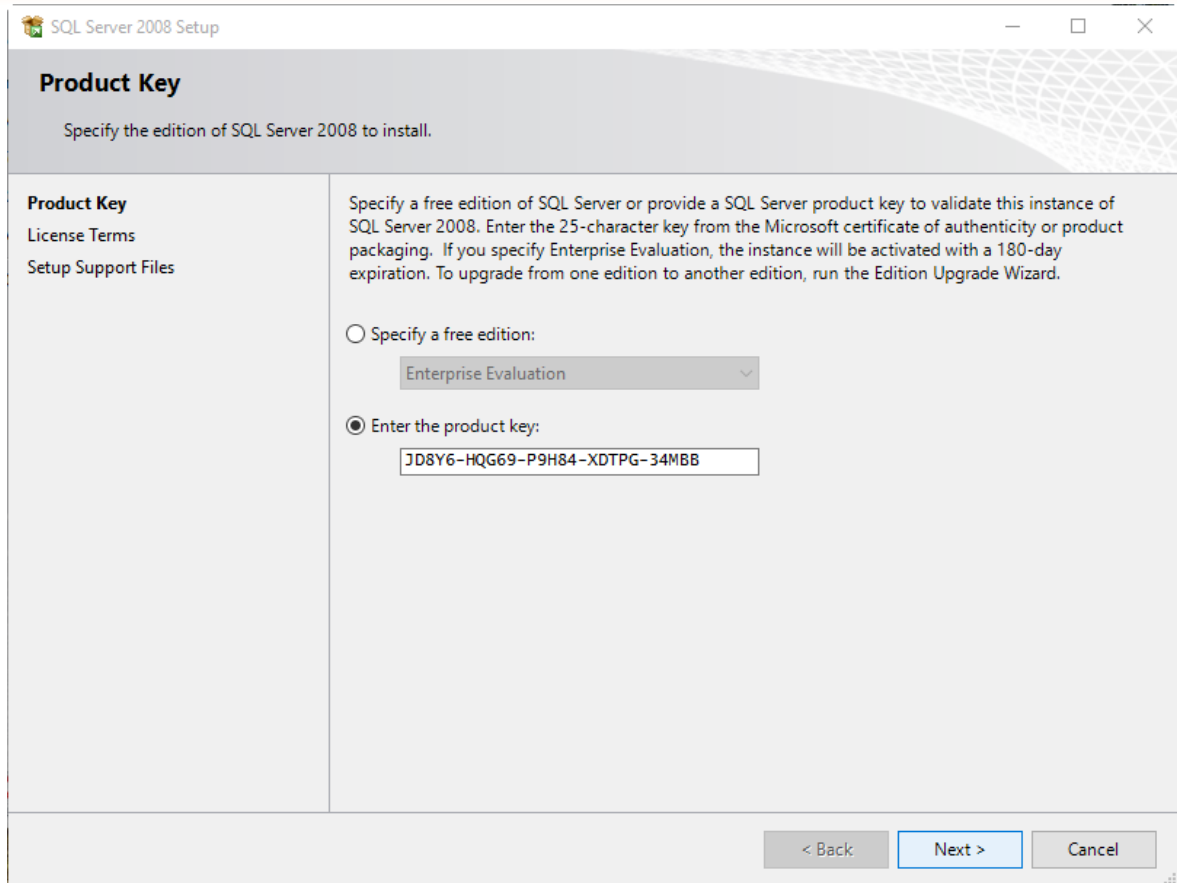 SQL Server 2008 Setup
Product Key
Specify the edition of SQL Server 2008 to install.
Product Key
License Terms
Setup Support Files
Specify a free edition of SQL Server or provide a SQL Server product key to validate this instance of
SQL Server 2008. Enter the 25-character key from the Microsoft certificate of authenticity or product
packaging.  If you specify Enterprise Evaluation, the instance will be activated with a 180-day
expiration. To upgrade from one edition to another edition, run the Edition Upgrade Wizard.
Specify a free edition:
Enterprise Evaluation
Enter the product key:
JD8Y6-HQG69-P9H84-XDTPG-34MBB
< Back
Next >
Cancel